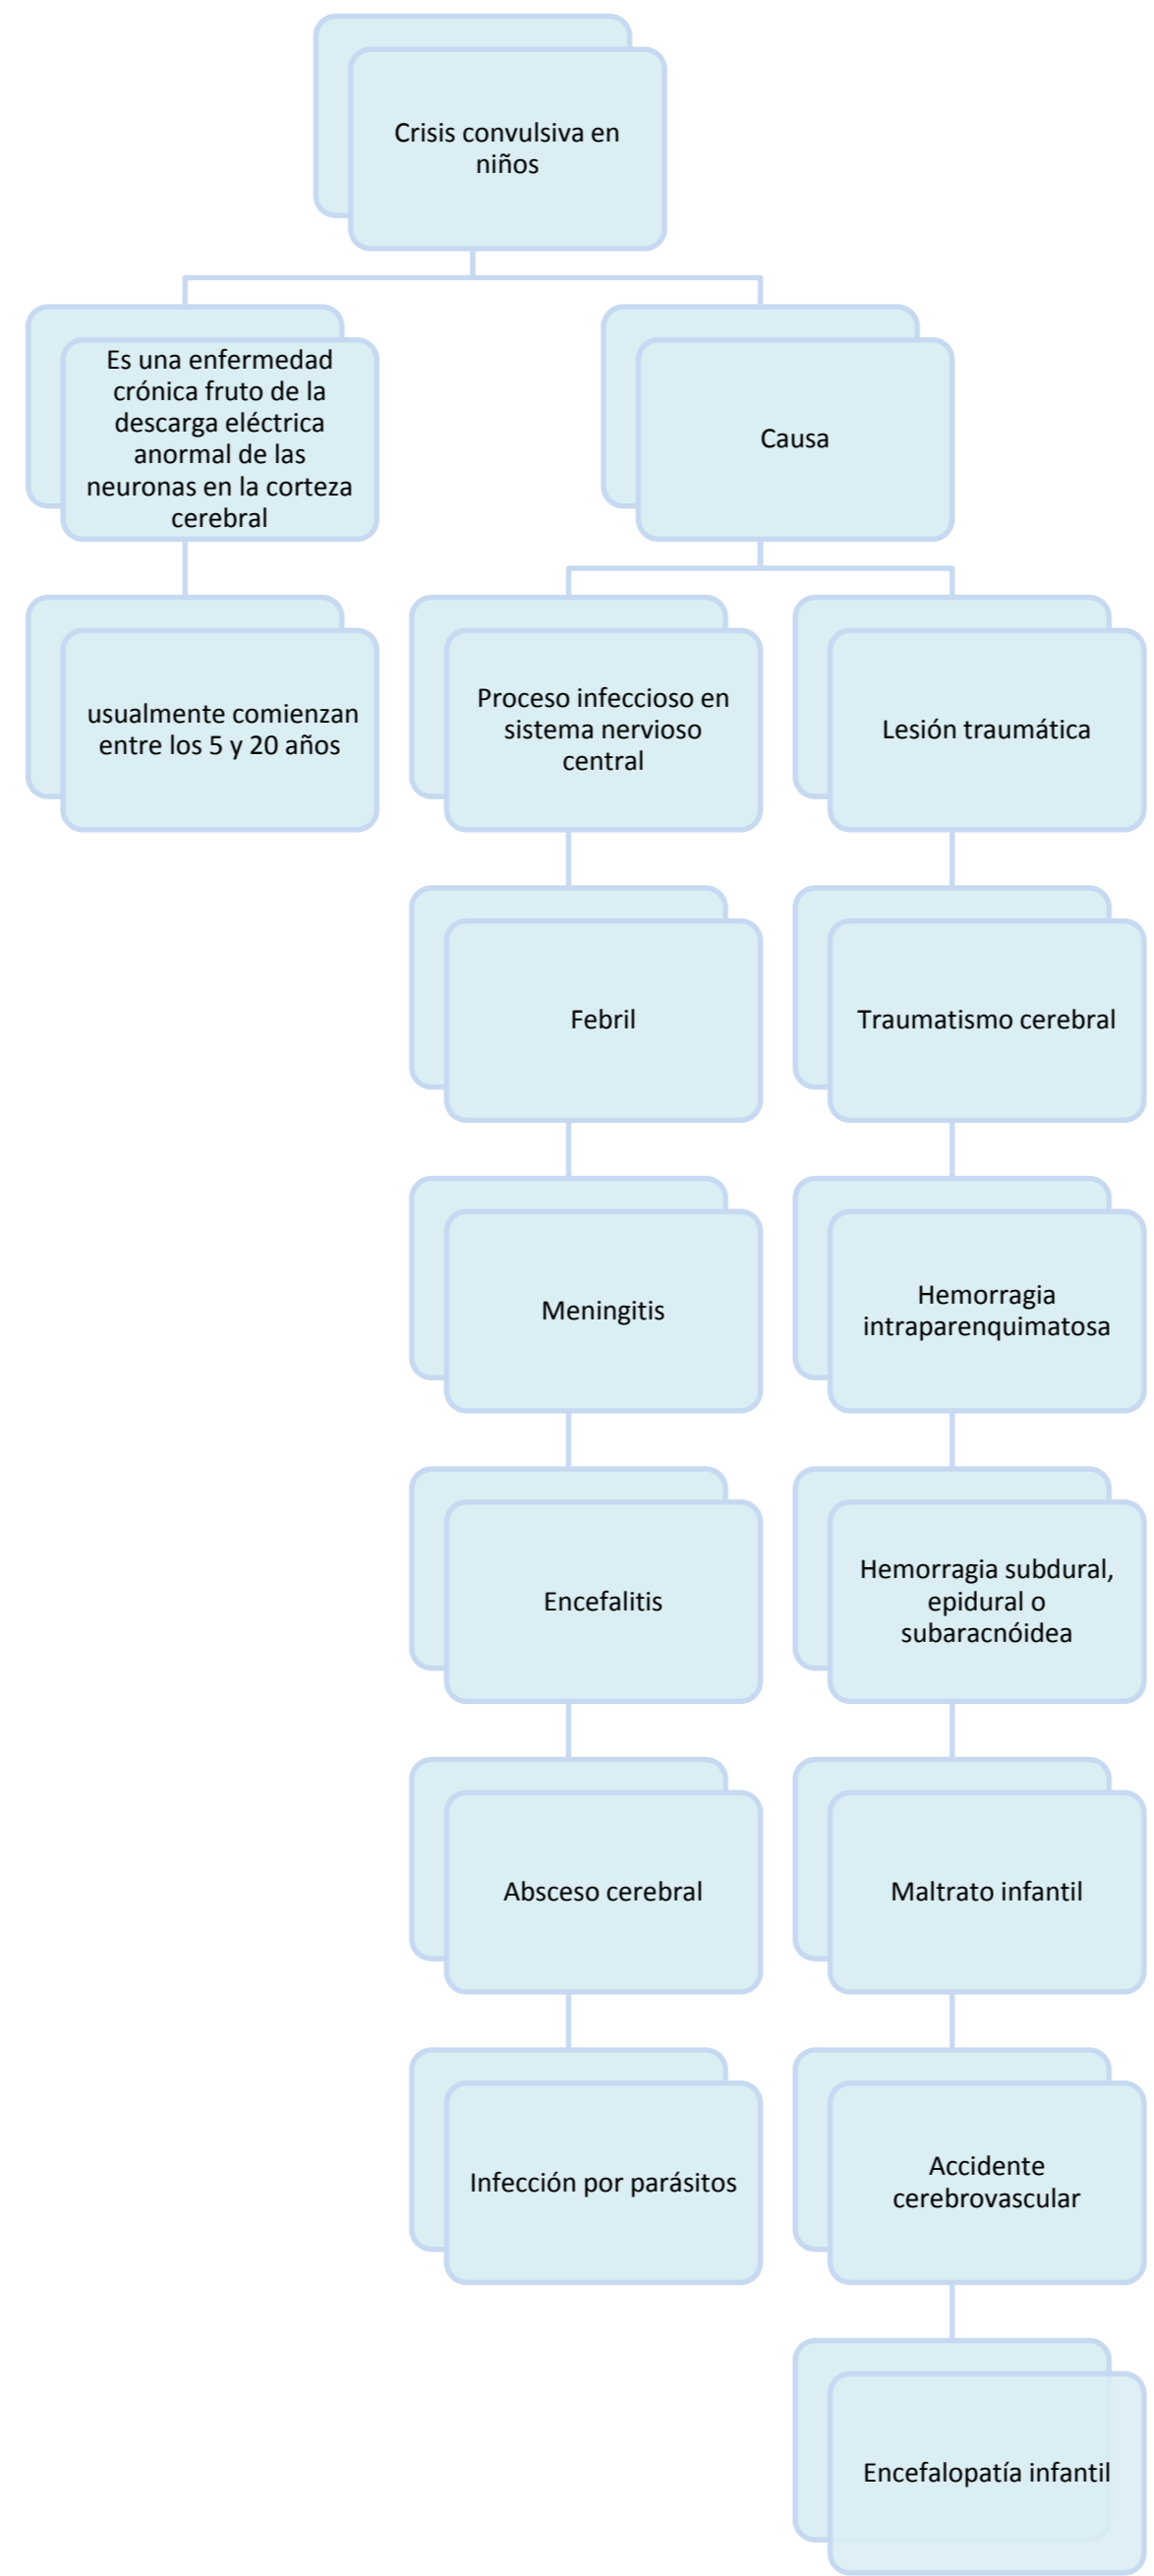 Crisis convulsiva en
niños
Es una enfermedad
crónica fruto de la
descarga eléctrica
anormal de las
neuronas en la corteza
cerebral
Causa
usualmente comienzan
entre los 5 y 20 años
Proceso infeccioso en
sistema nervioso
central
Lesión traumática
Febril
Traumatismo cerebral
Meningitis
Hemorragia
intraparenquimatosa
Encefalitis
Hemorragia subdural,
epidural o
subaracnóidea
Absceso cerebral
Maltrato infantil
Infección por parásitos
Accidente
cerebrovascular
Encefalopatía infantil